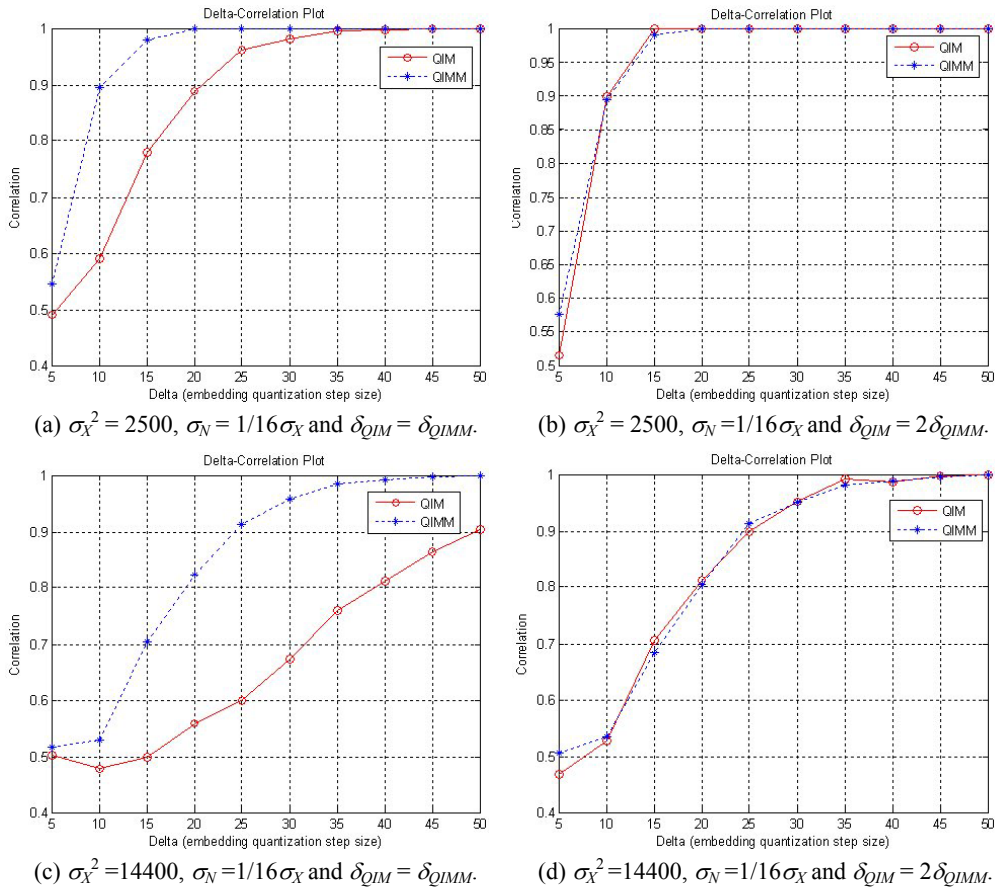 Delta-Correlation Plot
1
0.9
0.8
0.7
0.6
0.5
0.4
Correlation
QIM
QIMM
5 10 15 20 25 30 35 40 45 50
Delta (embedding quantization step size)
(a) σX² = 2500, σN = 1/16σX and δQIM = δQIMM.
Delta-Correlation Plot
1
0.95
0.9
0.85
0.8
0.75
0.7
0.65
0.6
0.55
0.5
Correlation
QIM
QIMM
5 10 15 20 25 30 35 40 45 50
Delta (embedding quantization step size)
(b) σX² = 2500, σN =1/16σX and δQIM = 2δQIMM.
Delta-Correlation Plot
1
0.9
0.8
0.7
0.6
0.5
0.4
Correlation
QIM
QIMM
5 10 15 20 25 30 35 40 45 50
Delta (embedding quantization step size)
(c) σX² =14400, σN =1/16σX and δQIM = δQIMM.
Delta-Correlation Plot
1
0.9
0.8
0.7
0.6
0.5
0.4
Correlation
QIM
QIMM
5 10 15 20 25 30 35 40 45 50
Delta (embedding quantization step size)
(d) σX² =14400, σN =1/16σX and δQIM = 2δQIMM.